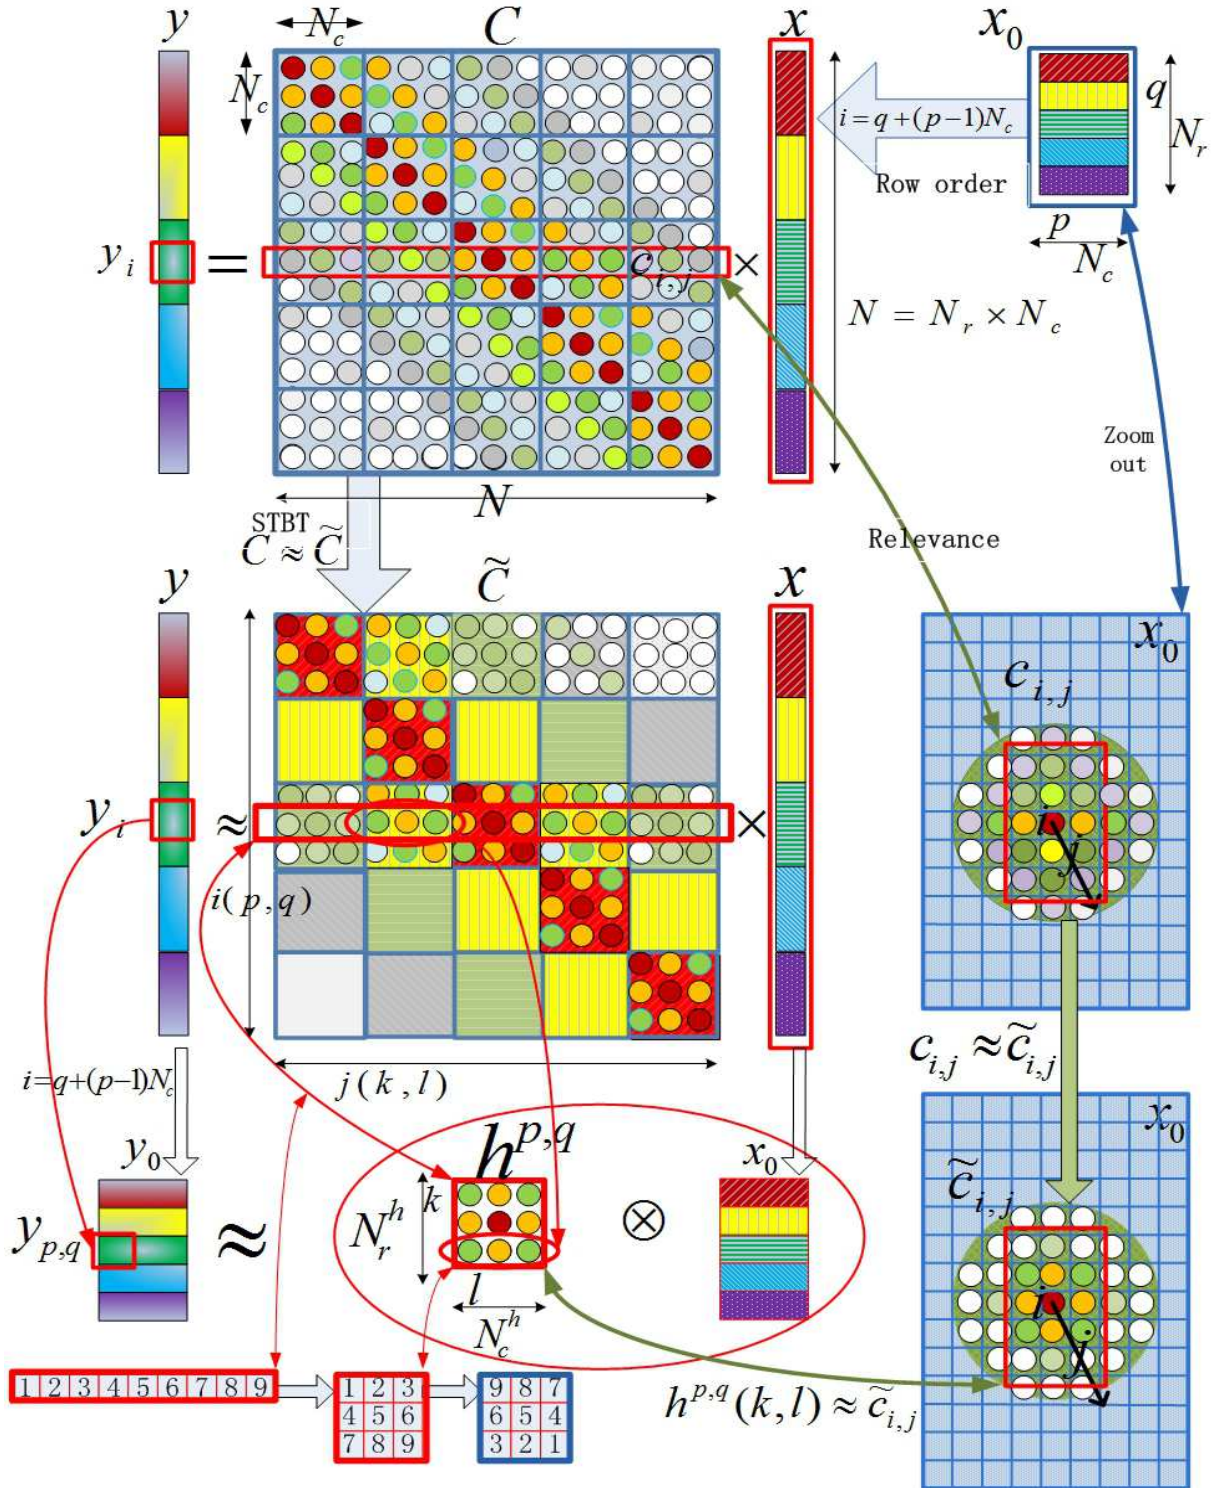 y
N_c
C
x
x_0
N_c
i = q + (p−1)N_c
q
N_r
Row order
p
N_c
y_i
=
c_{i,j}
×
N = N_r × N_c
Zoom
out
N
STBT
C ≈ C̃
Relevance
y
C̃
x
x_0
c_{i,j}
y_i
≈
×
i
j
i(p,q)
c_{i,j} ≈ c̃_{i,j}
i=q+(p−1)N_c
j(k,l)
x_0
y_0
h^{p,q}
x_0
c̃_{i,j}
y_{p,q}
≈
N_r^h
k
⊗
l
N_c^h
i
j
1 2 3 4 5 6 7 8 9
1 2 3
4 5 6
7 8 9
9 8 7
6 5 4
3 2 1
h^{p,q}(k,l) ≈ c̃_{i,j}